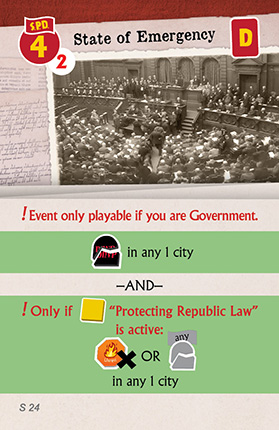 S.P.D.
4
2
State of Emergency
D
! Event only playable if you are Government.
in any 1 city
—AND—
! Only if "Protecting Republic Law"
is active:
any
OR
in any 1 city
S 24